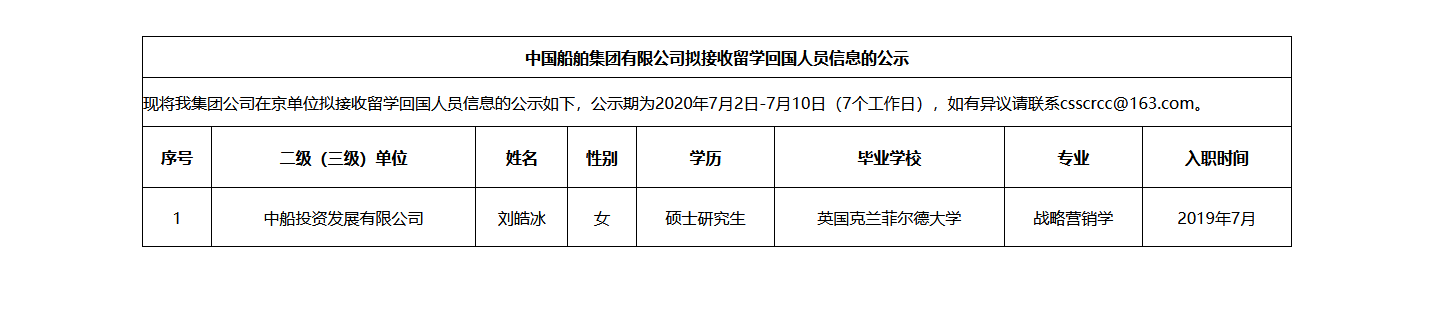 中国船舶集团有限公司拟接收留学回国人员信息的公示
现将我集团公司在京单位拟接收留学回国人员信息的公示如下，公示期为2020年7月2日-7月10日（7个工作日），如有异议请联系csscrcc@163.com。
序号 二级（三级）单位 姓名 性别 学历 毕业学校 专业 入职时间
1 中船投资发展有限公司 刘皓冰 女 硕士研究生 英国克兰菲尔德大学 战略营销学 2019年7月